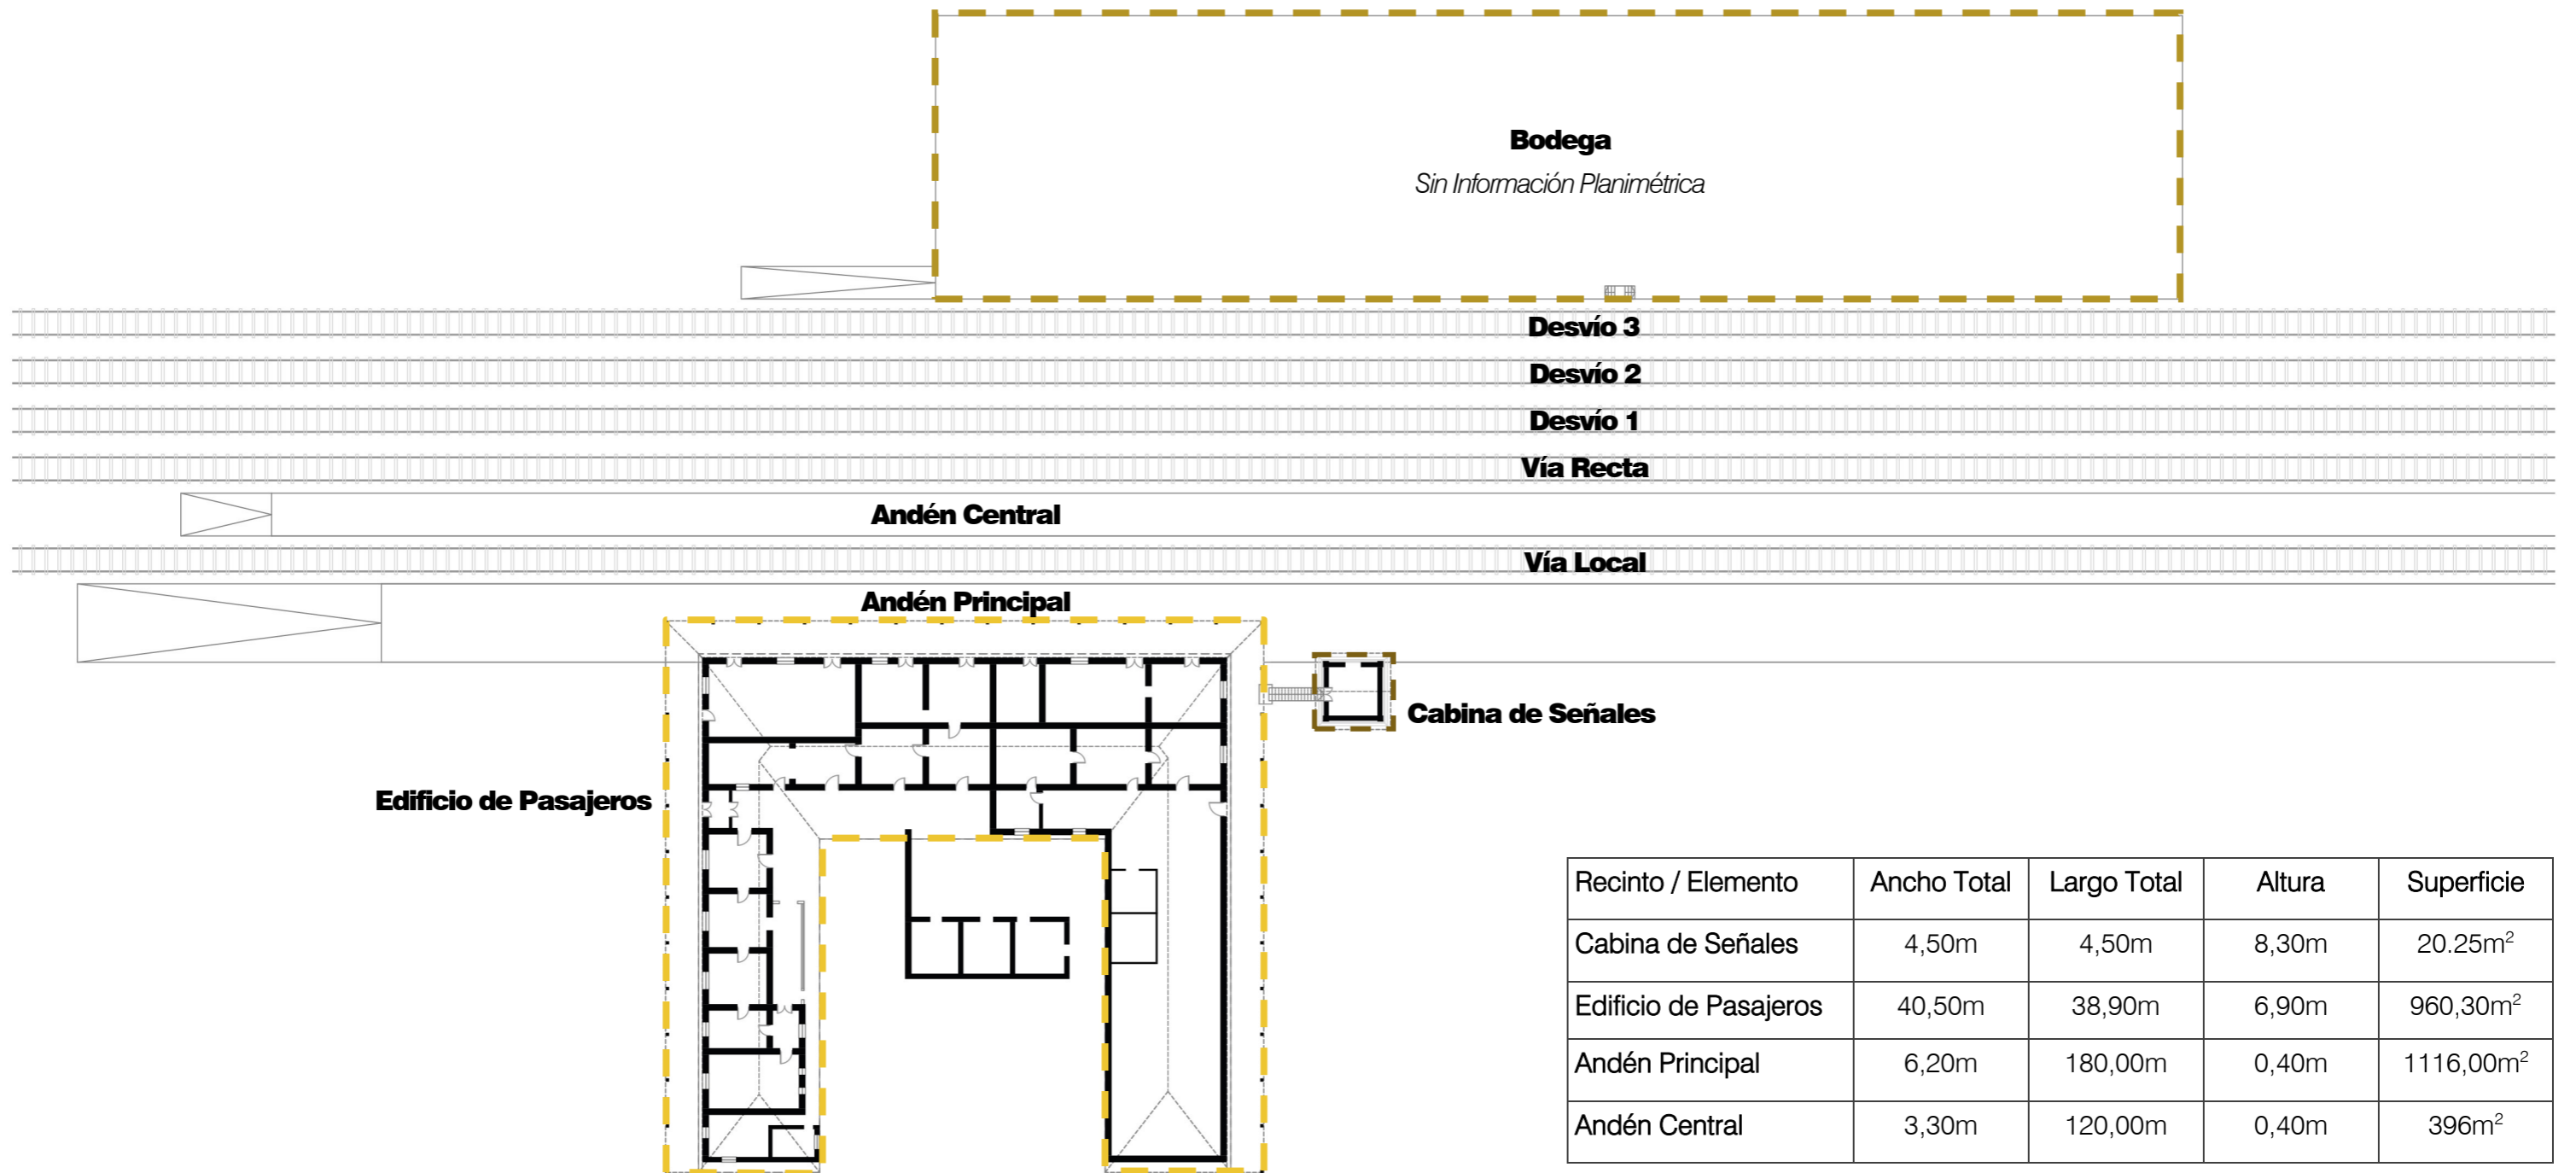 Bodega
Sin Información Planimétrica
Desvío 3
Desvío 2
Desvío 1
Vía Recta
Andén Central
Vía Local
Andén Principal
Cabina de Señales
Edificio de Pasajeros
Recinto / Elemento Ancho Total Largo Total Altura Superficie
Cabina de Señales 4,50m 4,50m 8,30m 20.25m²
Edificio de Pasajeros 40,50m 38,90m 6,90m 960,30m²
Andén Principal 6,20m 180,00m 0,40m 1116,00m²
Andén Central 3,30m 120,00m 0,40m 396m²